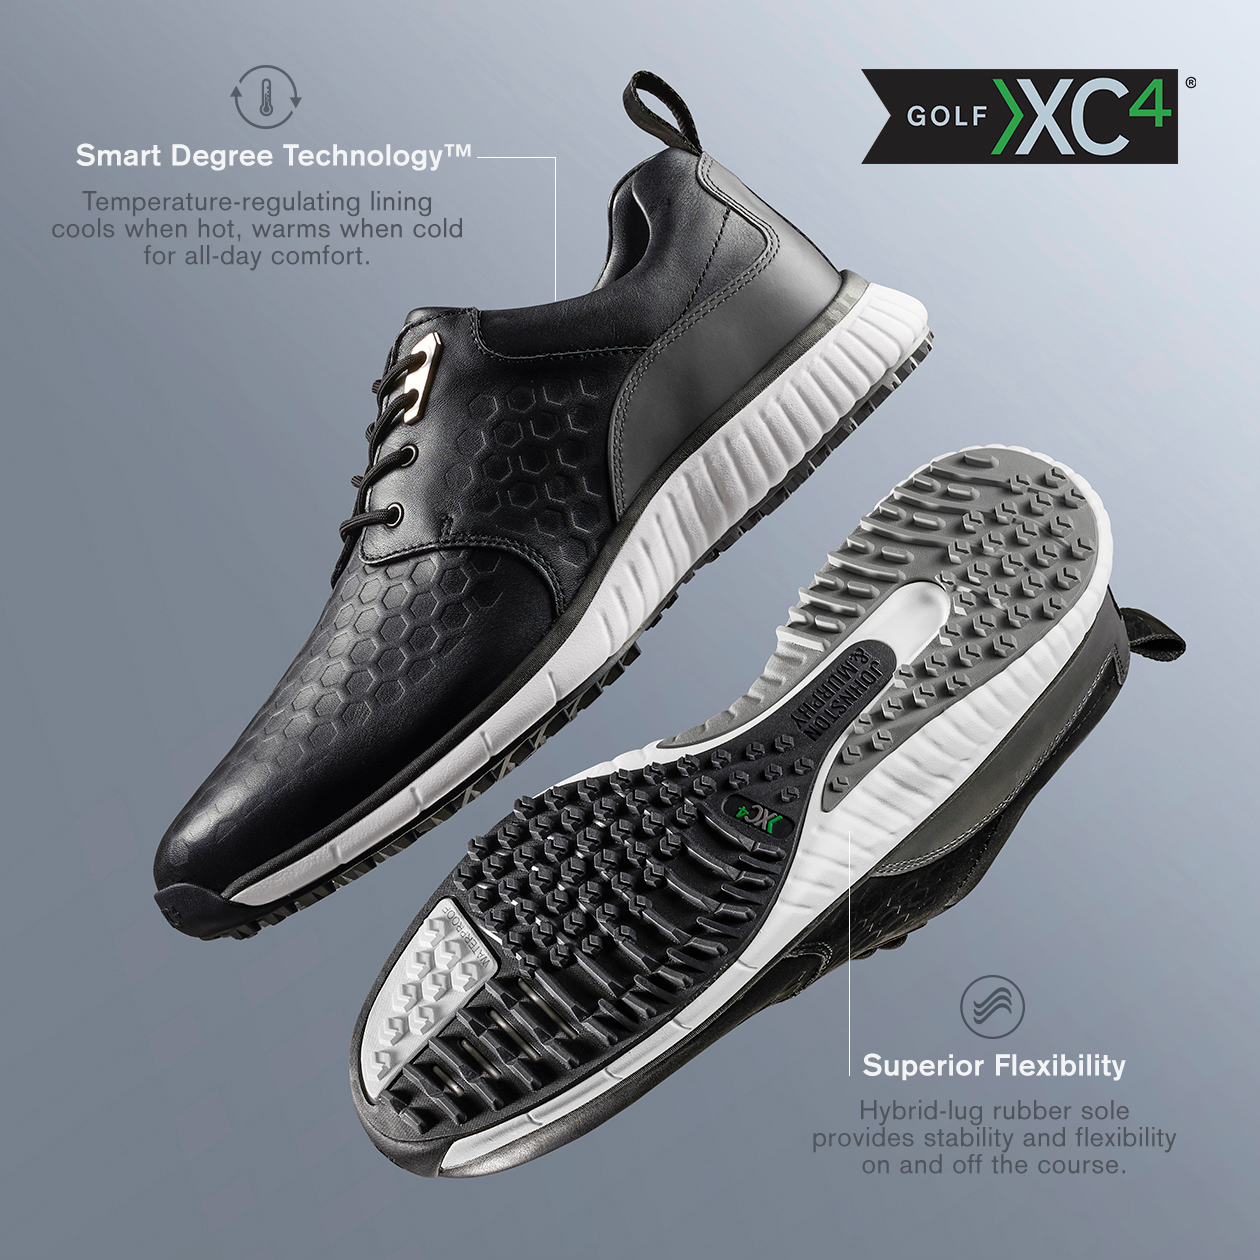 GOLF XC4®
Smart Degree Technology™
Temperature-regulating lining
cools when hot, warms when cold
for all-day comfort.
JOHNSTON
& MURPHY
XC4
WATERPROOF
Superior Flexibility
Hybrid-lug rubber sole
provides stability and flexibility
on and off the course.